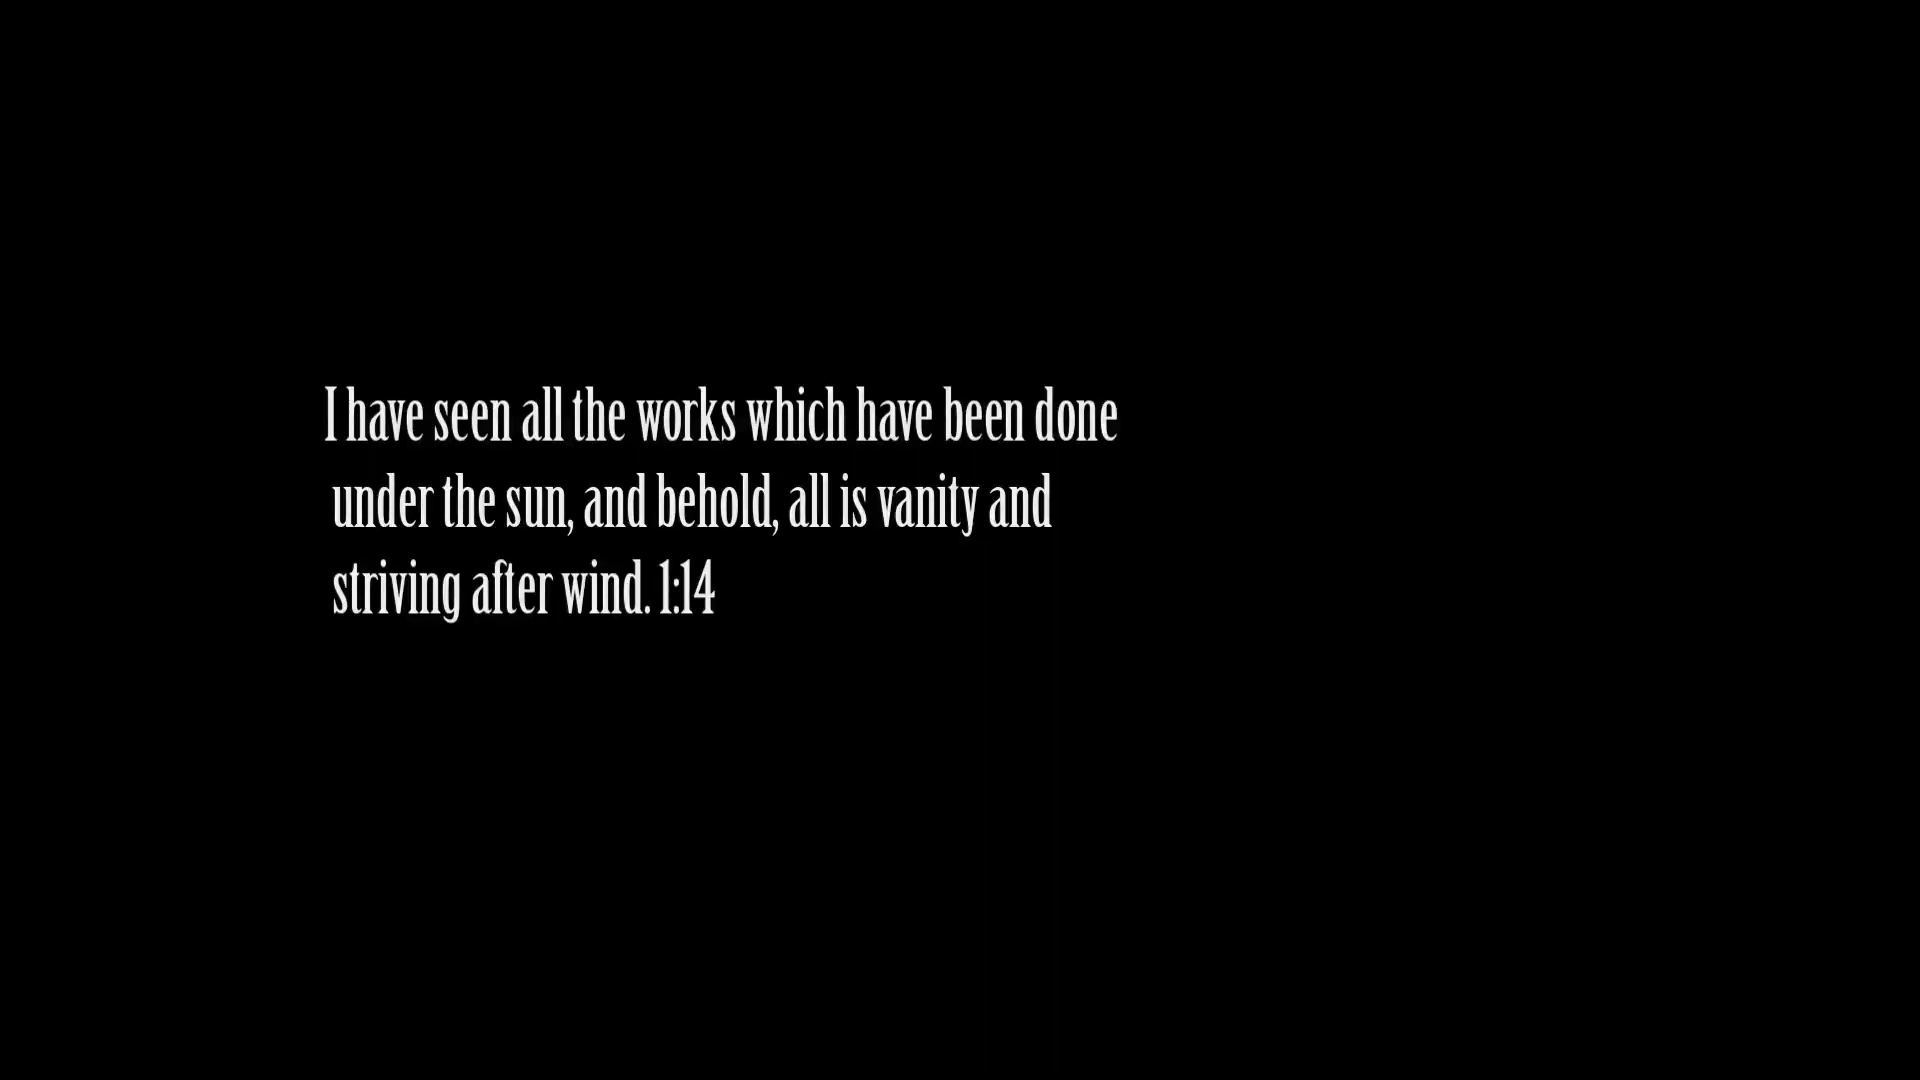 I have seen all the works which have been done
under the sun, and behold, all is vanity and
striving after wind. 1:14